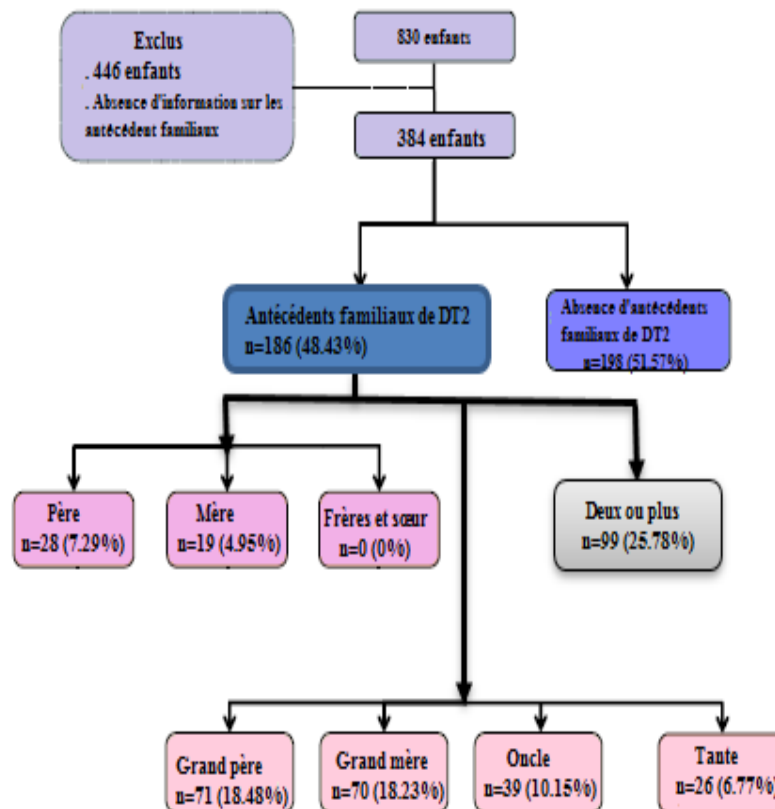 830 enfants
Exclus
. 446 enfants
. Absence d'information sur les
antécédent familiaux
384 enfants
Antécédents familiaux de DT2
n=186 (48.43%)
Absence d'antécédents
familiaux de DT2
n=198 (51.57%)
Père
n=28 (7.29%)
Mère
n=19 (4.95%)
Frères et sœur
n=0 (0%)
Deux ou plus
n=99 (25.78%)
Grand père
n=71 (18.48%)
Grand mère
n=70 (18.23%)
Oncle
n=39 (10.15%)
Tante
n=26 (6.77%)